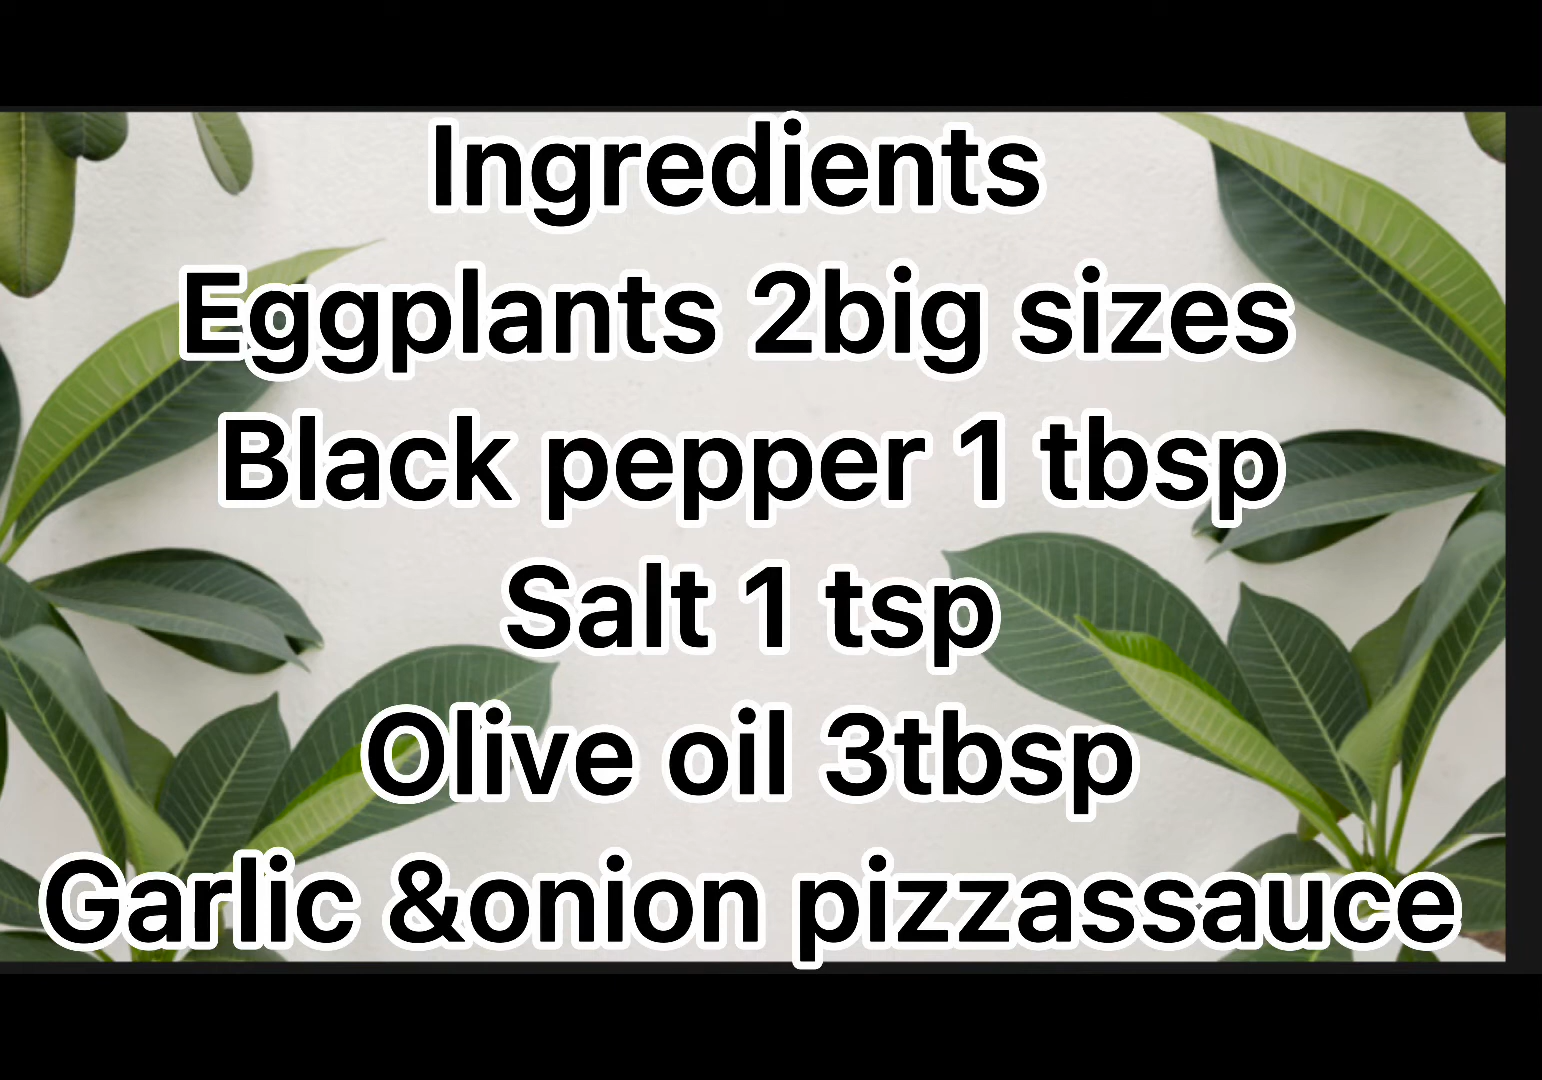 Ingredients
Eggplants 2big sizes
Black pepper 1 tbsp
Salt 1 tsp
Olive oil 3tbsp
Garlic &onion pizzassauce